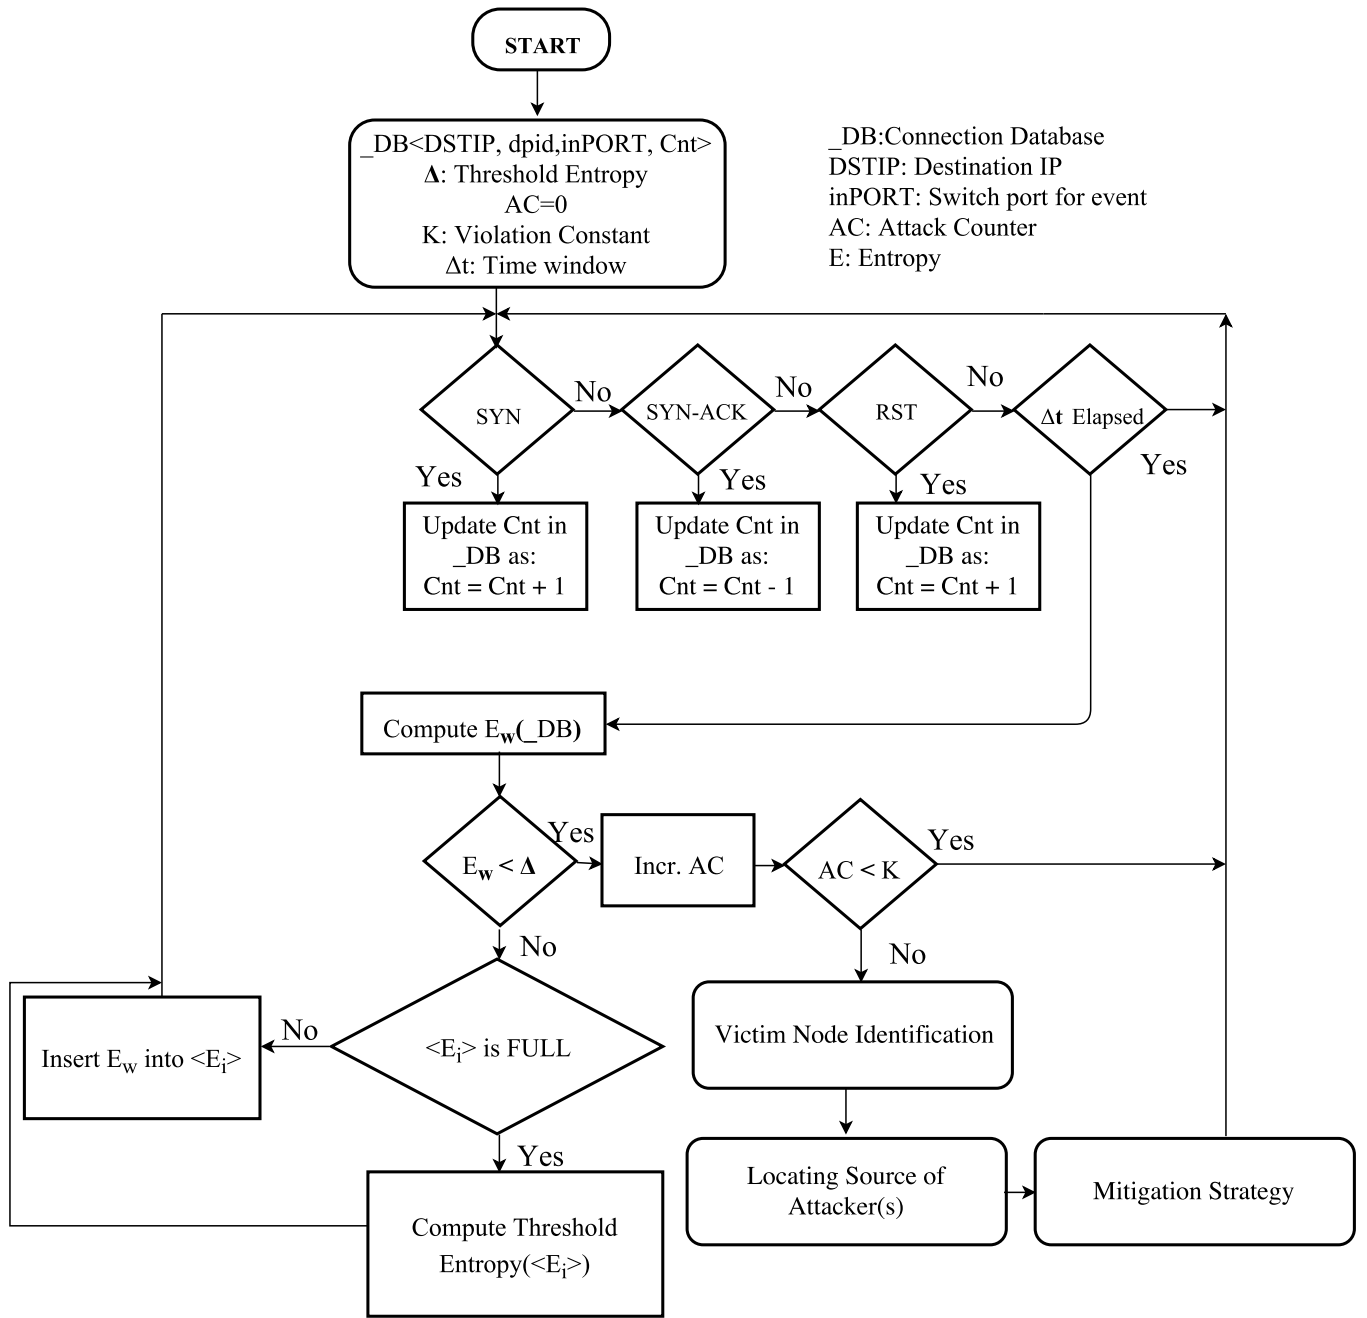 START
_DB<DSTIP, dpid,inPORT, Cnt>
Δ: Threshold Entropy
AC=0
K: Violation Constant
Δt: Time window
_DB:Connection Database
DSTIP: Destination IP
inPORT: Switch port for event
AC: Attack Counter
E: Entropy
SYN
No
SYN-ACK
No
RST
No
Δt Elapsed
Yes
Yes
Yes
Yes
Update Cnt in
_DB as:
Cnt = Cnt + 1
Update Cnt in
_DB as:
Cnt = Cnt - 1
Update Cnt in
_DB as:
Cnt = Cnt + 1
Compute Ew(_DB)
Ew < Δ
Yes
Incr. AC
AC < K
Yes
No
No
Insert Ew into <Ei>
No
<Ei> is FULL
Victim Node Identification
Yes
Locating Source of
Attacker(s)
Mitigation Strategy
Compute Threshold
Entropy(<Ei>)